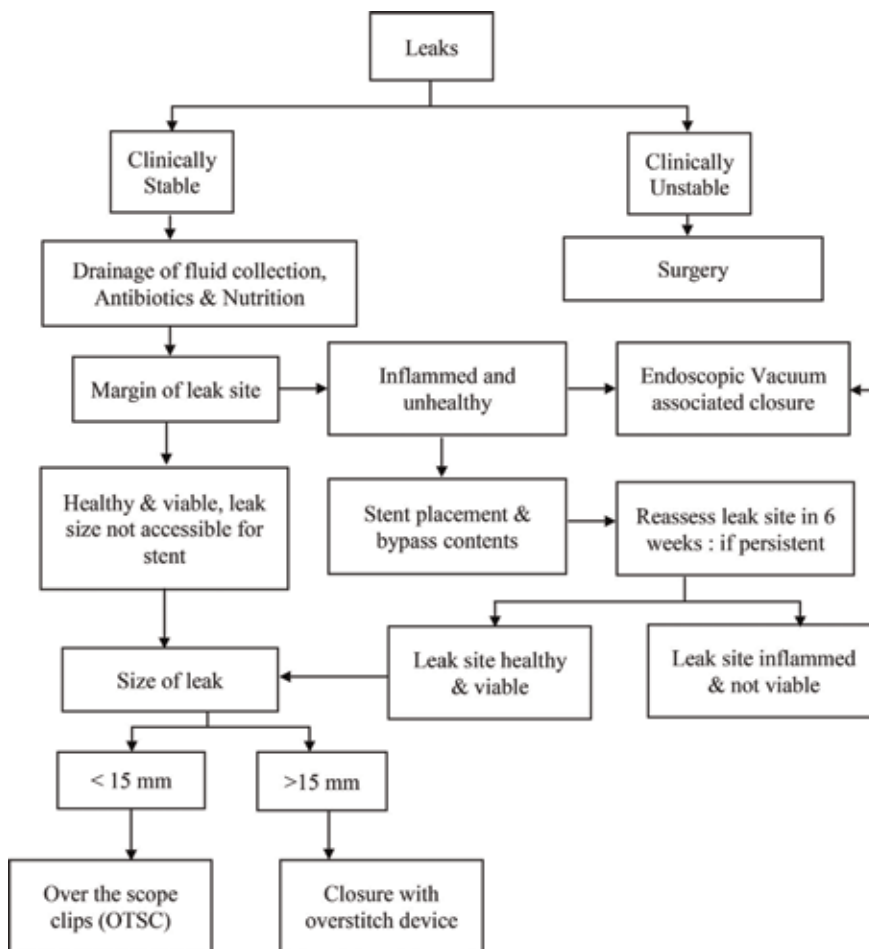 Leaks
Clinically
Stable
Clinically
Unstable
Drainage of fluid collection,
Antibiotics & Nutrition
Surgery
Margin of leak site
Inflammed and
unhealthy
Endoscopic Vacuum
associated closure
Healthy & viable, leak
size not accessible for
stent
Stent placement &
bypass contents
Reassess leak site in 6
weeks : if persistent
Size of leak
Leak site healthy
& viable
Leak site inflammed
& not viable
< 15 mm
>15 mm
Over the scope
clips (OTSC)
Closure with
overstitch device